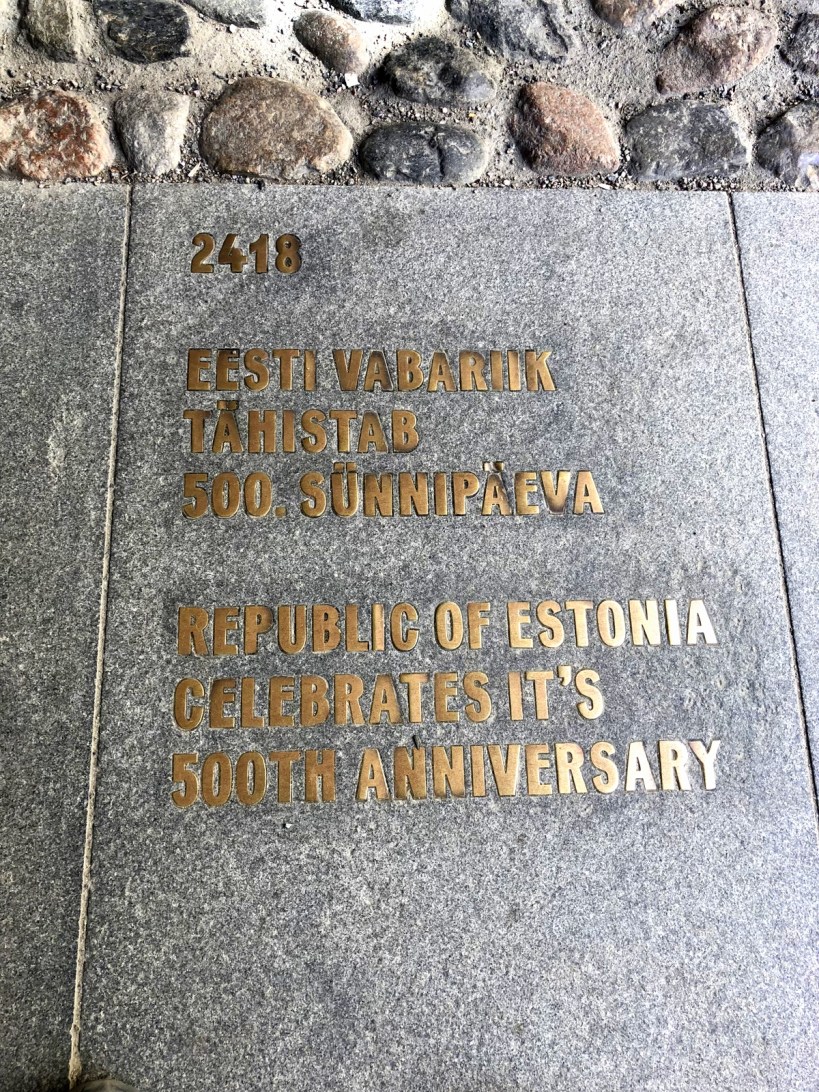 2418
EESTI VABARIIK
TÄHISTAB
500. SÜNNIPÄEVA
REPUBLIC OF ESTONIA
CELEBRATES IT'S
500TH ANNIVERSARY